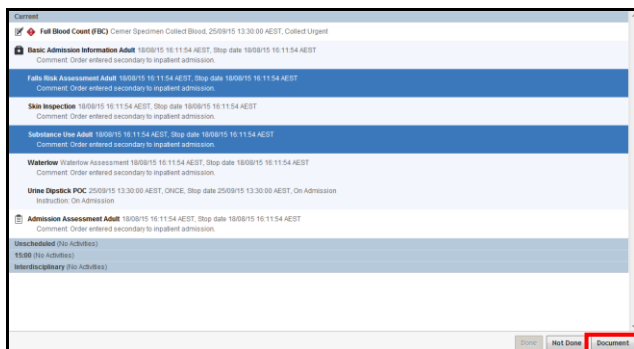 Current
Full Blood Count (FBC) Cerner Specimen Collect Blood, 25/09/15 13:30:00 AEST, Collect Urgent
Basic Admission Information Adult 18/08/15 16:11:54 AEST, Stop date 18/08/15 16:11:54 AEST
Comment: Order entered secondary to inpatient admission.
Falls Risk Assessment Adult 18/08/15 16:11:54 AEST, Stop date 18/08/15 16:11:54 AEST
Comment: Order entered secondary to inpatient admission.
Skin Inspection 18/08/15 16:11:54 AEST, Stop date 18/08/15 16:11:54 AEST
Comment: Order entered secondary to inpatient admission.
Substance Use Adult 18/08/15 16:11:54 AEST, Stop date 18/08/15 16:11:54 AEST
Comment: Order entered secondary to inpatient admission.
Waterlow Waterlow Assessment 18/08/15 16:11:54 AEST, Stop date 18/08/15 16:11:54 AEST
Comment: Order entered secondary to inpatient admission.
Urine Dipstick POC 25/09/15 13:30:00 AEST, ONCE, Stop date 25/09/15 13:30:00 AEST, On Admission
Instruction: On Admission
Admission Assessment Adult 18/08/15 16:11:54 AEST, Stop date 18/08/15 16:11:54 AEST
Comment: Order entered secondary to inpatient admission.
Unscheduled (No Activities)
15:00 (No Activities)
Interdisciplinary (No Activities)
Done Not Done Document